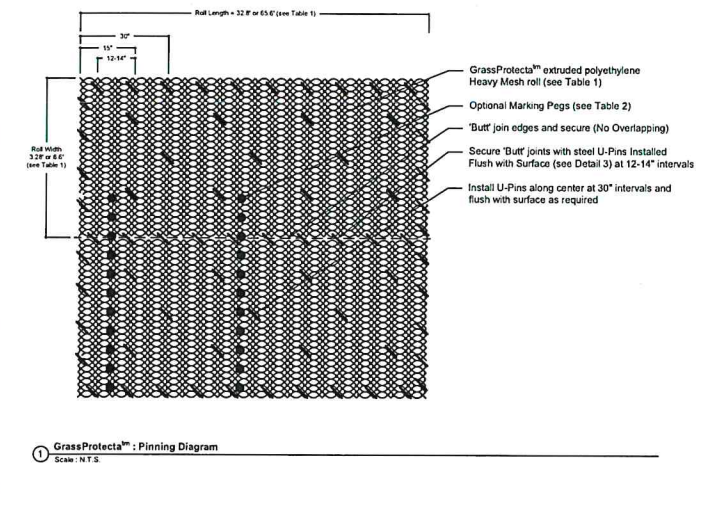 Roll Length = 32.8' or 65.6' (see Table 1)
30"
15"
12-14"
Roll Width
3.28' or 6.6'
(see Table 1)
GrassProtecta™ extruded polyethylene
Heavy Mesh roll (see Table 1)
Optional Marking Pegs (see Table 2)
'Butt' join edges and secure (No Overlapping)
Secure 'Butt' joints with steel U-Pins Installed
Flush with Surface (see Detail 3) at 12-14" intervals
Install U-Pins along center at 30" intervals and
flush with surface as required
1
GrassProtecta™ : Pinning Diagram
Scale : N.T.S.